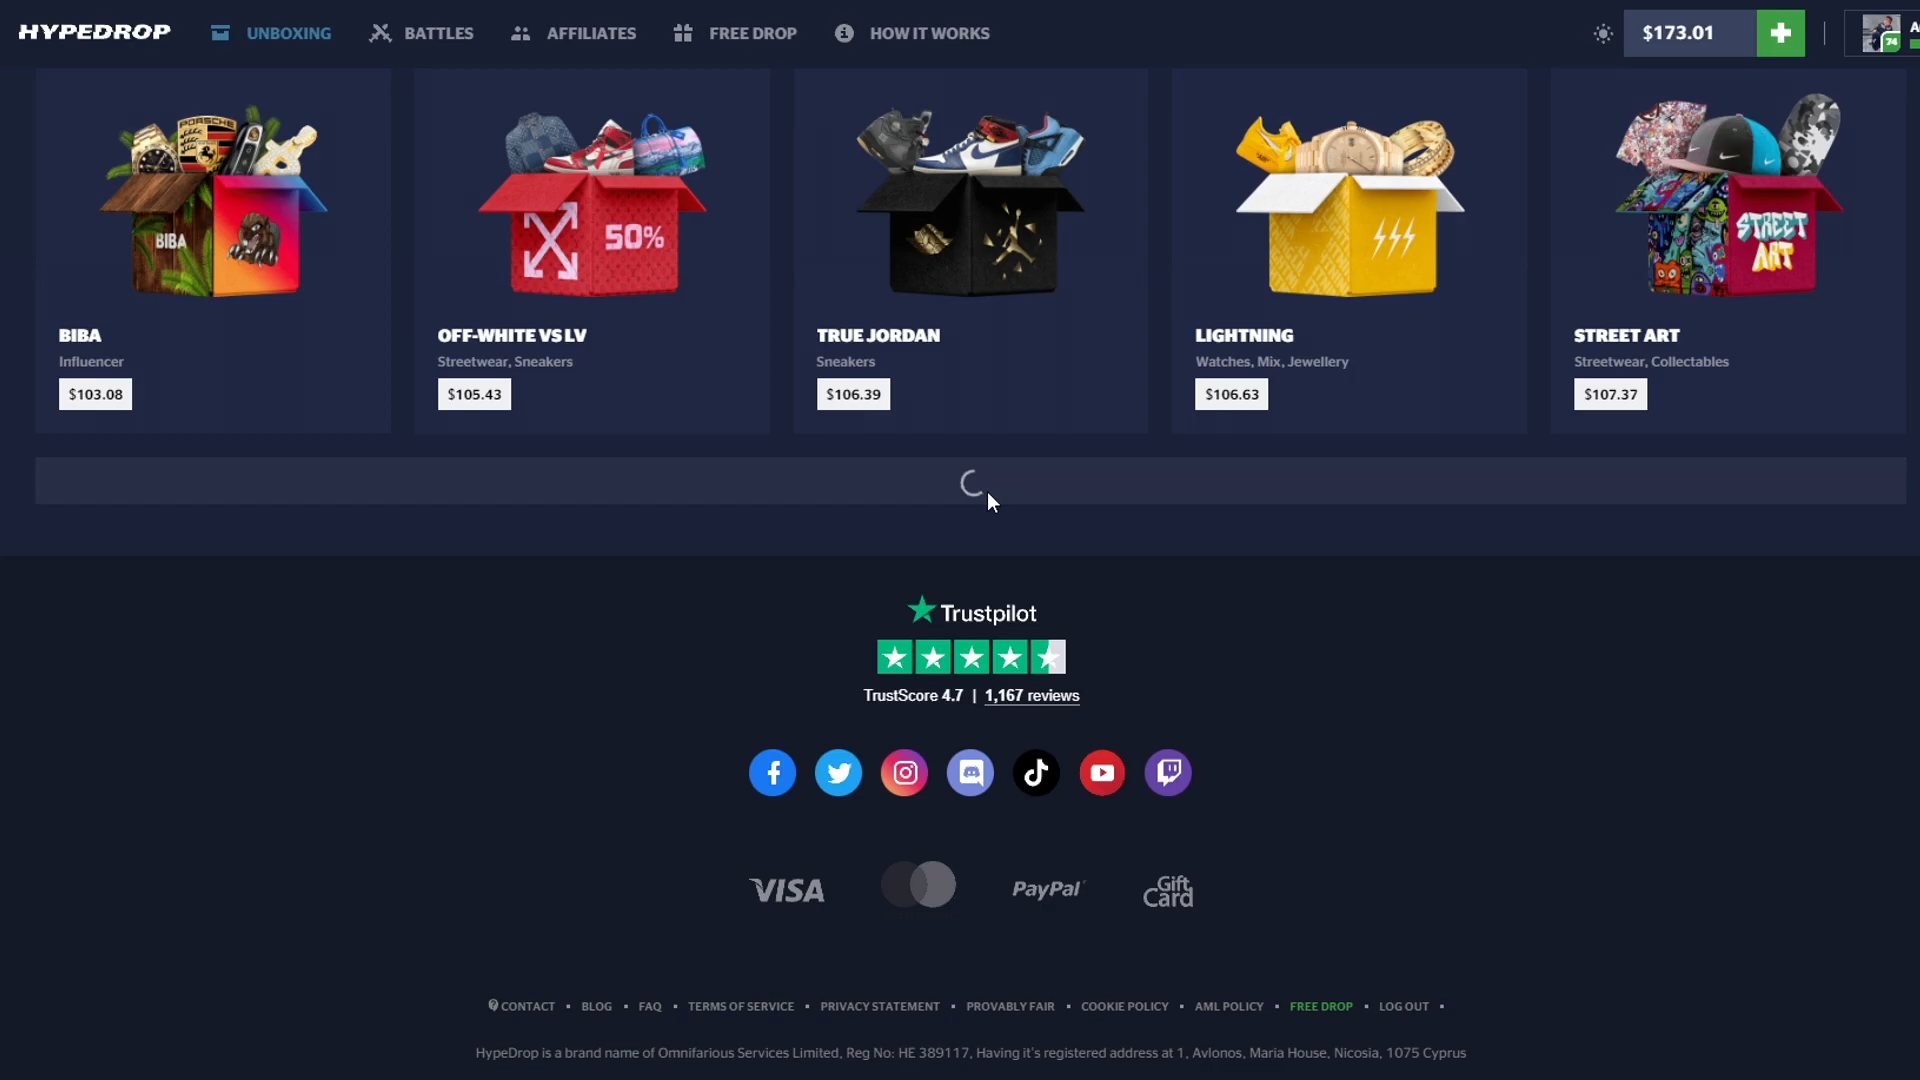 HYPEDROP UNBOXING BATTLES AFFILIATES FREE DROP HOW IT WORKS $173.01
74
PORSCHE
BIBA
50%
STREET
ART
BIBA OFF-WHITE VS LV TRUE JORDAN LIGHTNING STREET ART
Influencer Streetwear, Sneakers Sneakers Watches, Mix, Jewellery Streetwear, Collectables
$103.08 $105.43 $106.39 $106.63 $107.37
Trustpilot
TrustScore 4.7 | 1,167 reviews
VISA PayPal Gift Card
CONTACT ▪ BLOG ▪ FAQ ▪ TERMS OF SERVICE ▪ PRIVACY STATEMENT ▪ PROVABLY FAIR ▪ COOKIE POLICY ▪ AML POLICY ▪ FREE DROP ▪ LOG OUT ▪
HypeDrop is a brand name of Omnifarious Services Limited, Reg No: HE 389117, Having it's registered address at 1, Avlonos, Maria House, Nicosia, 1075 Cyprus